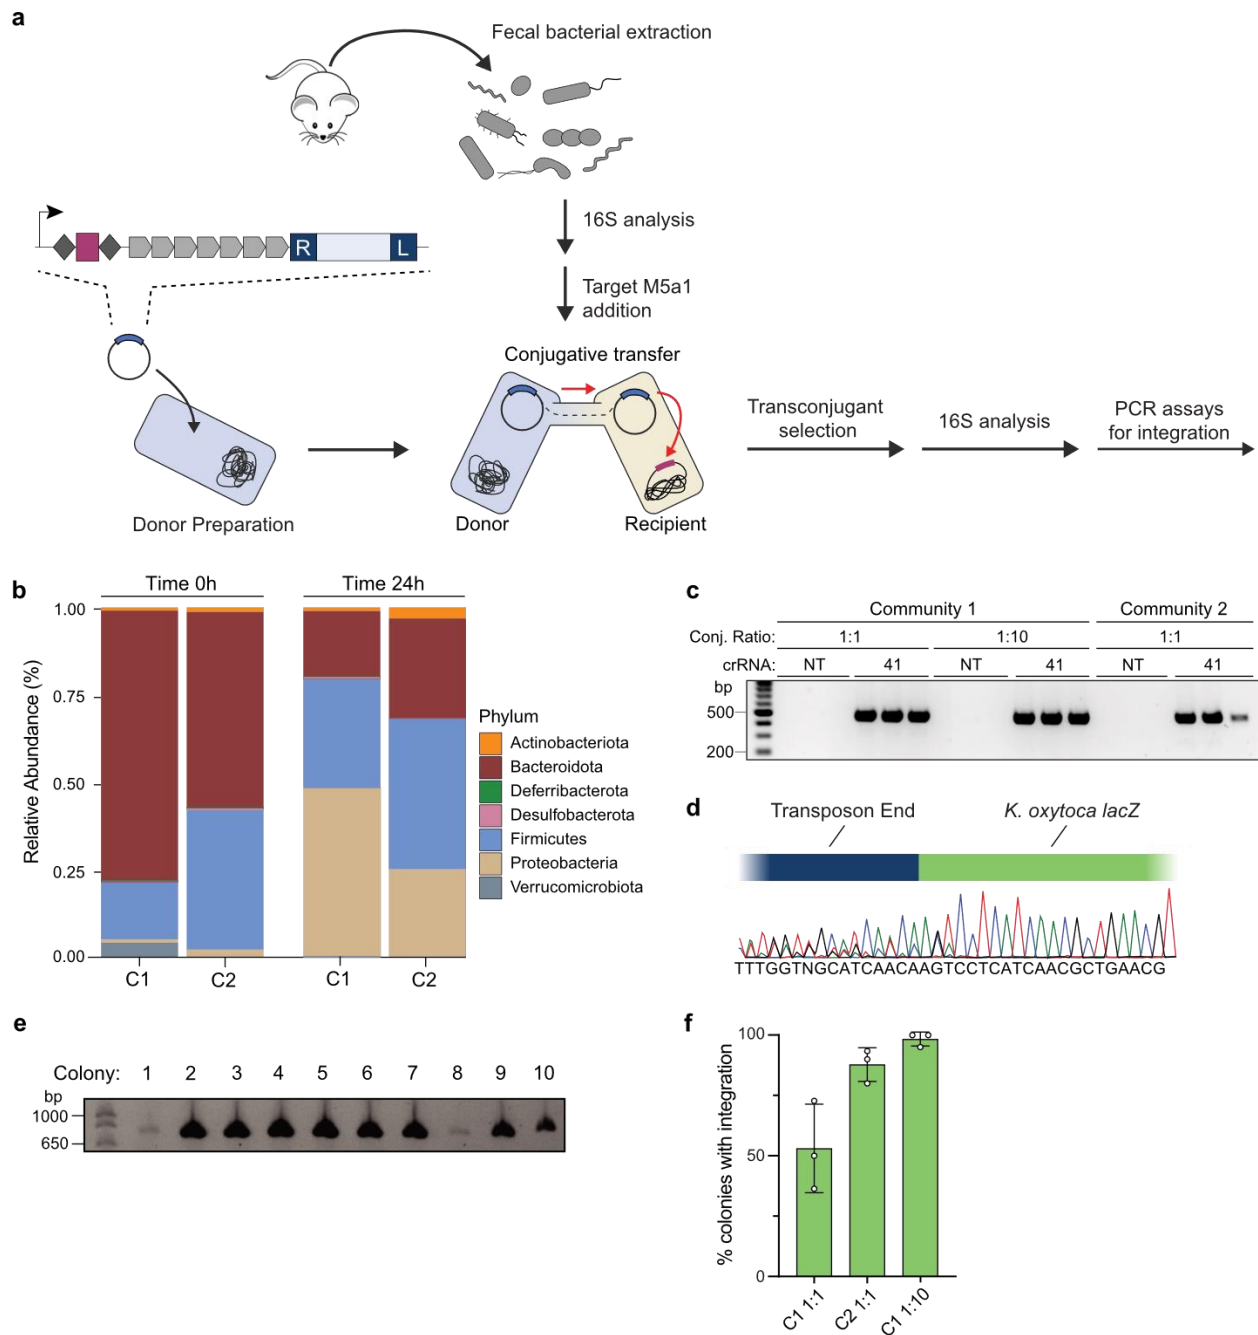 a
Fecal bacterial extraction
16S analysis
Target M5a1
addition
R
L
Conjugative transfer
Transconjugant
selection
16S analysis
PCR assays
for integration
Donor Preparation
Donor
Recipient
b
Time 0h
Time 24h
Relative Abundance (%)
1.00
0.75
0.50
0.25
0.00
C1
C2
C1
C2
Phylum
Actinobacteriota
Bacteroidota
Deferribacterota
Desulfobacterota
Firmicutes
Proteobacteria
Verrucomicrobiota
c
Community 1
Community 2
Conj. Ratio:
1:1
1:10
1:1
crRNA:
NT
41
NT
41
NT
41
bp
500
200
d
Transposon End
K. oxytoca lacZ
TTTGGTNGCATCAACAAGTCCTCATCAACGCTGAACG
e
Colony: 1 2 3 4 5 6 7 8 9 10
bp
1000
650
f
% colonies with integration
100
50
0
C1 1:1
C2 1:1
C1 1:10